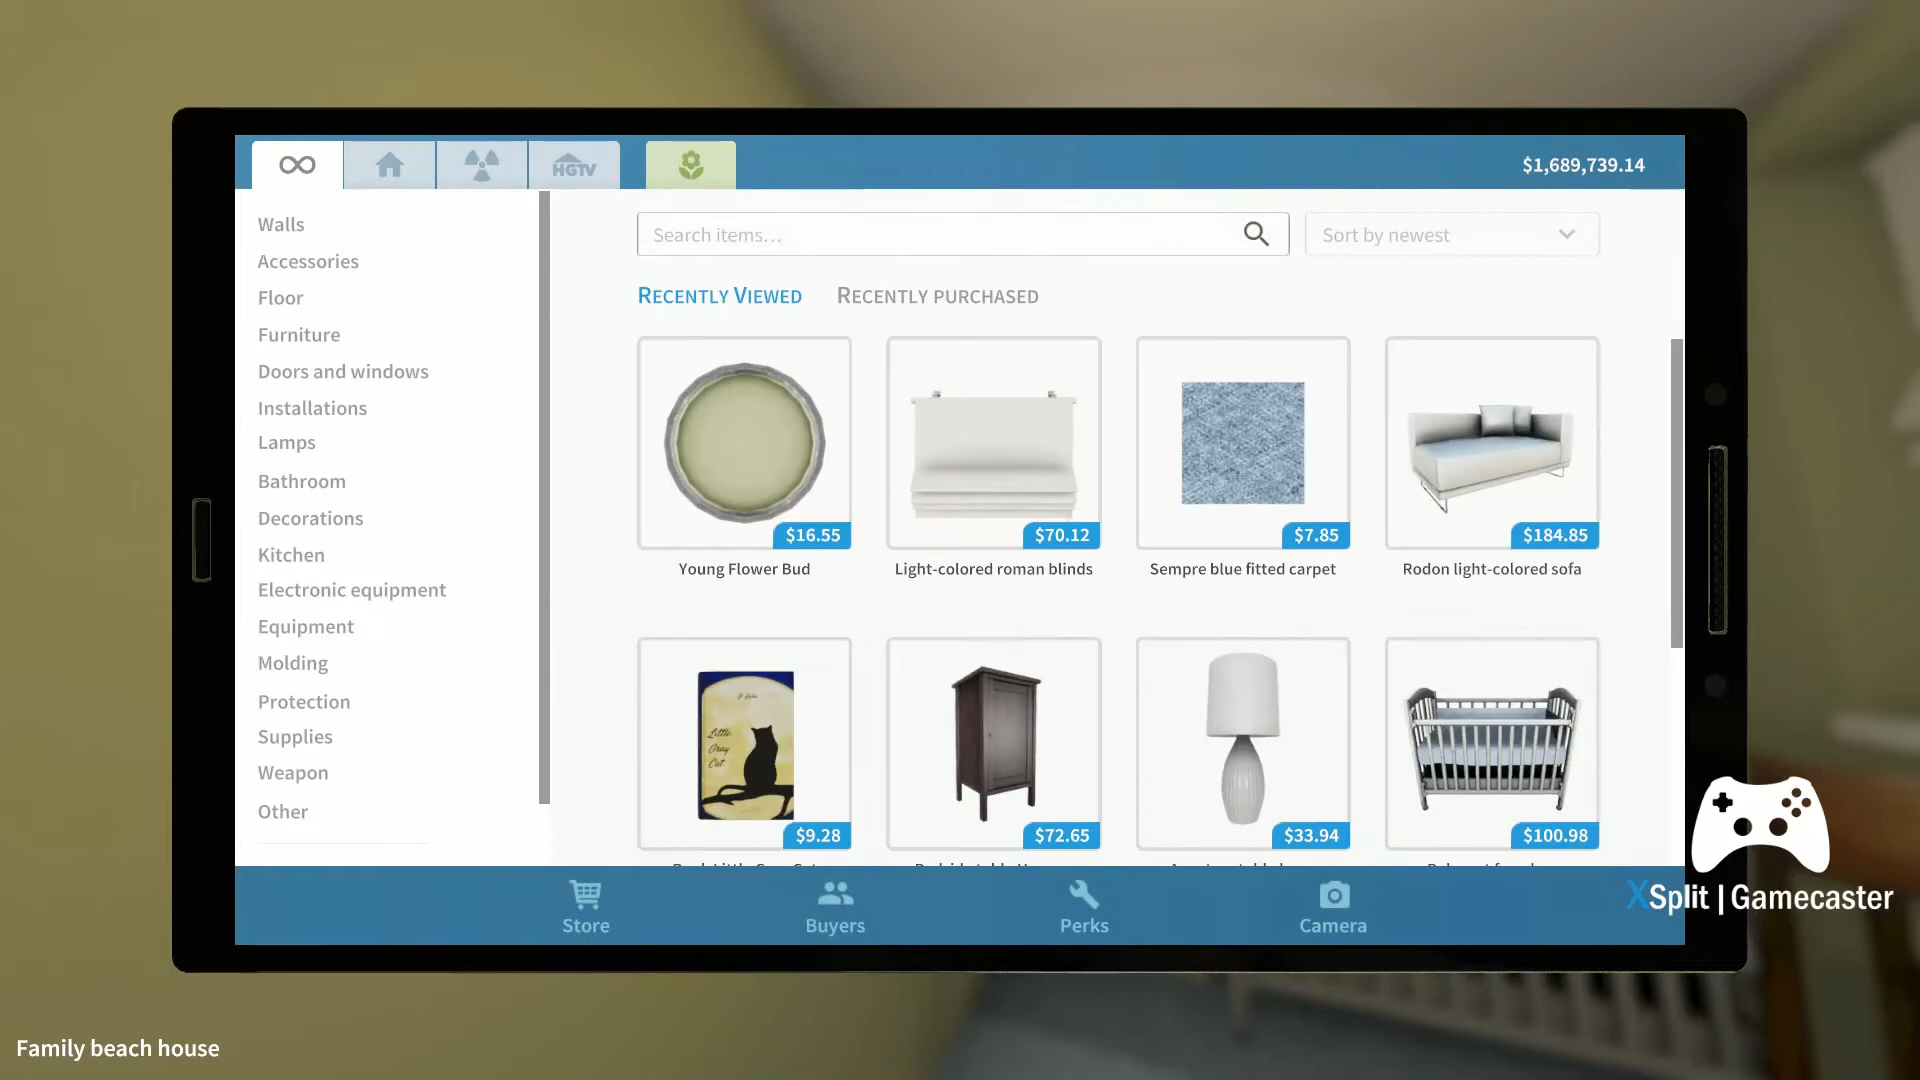 HGTV
$1,689,739.14
Walls
Accessories
Floor
Furniture
Doors and windows
Installations
Lamps
Bathroom
Decorations
Kitchen
Electronic equipment
Equipment
Molding
Protection
Supplies
Weapon
Other
Search items...
Sort by newest
RECENTLY VIEWED
RECENTLY PURCHASED
$16.55
$70.12
$7.85
$184.85
Young Flower Bud
Light-colored roman blinds
Sempre blue fitted carpet
Rodon light-colored sofa
Little
Gray
Cat
$9.28
$72.65
$33.94
$100.98
Store
Buyers
Perks
Camera
XSplit | Gamecaster
Family beach house